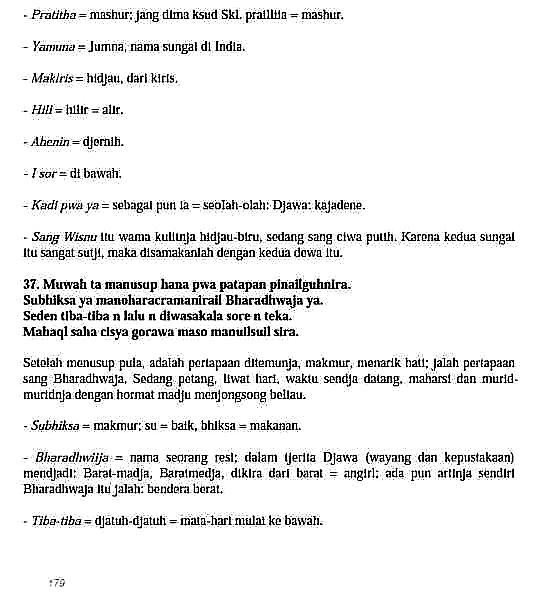 - Pratitha = mashur; jang dima ksud Skl. praillita = mashur.
- Yamuna = Jumna, nama sungai di India.
- Makiris = hidjau, dari kiris.
- Hill = hilir = alir.
- Ahenin = djernih.
- I sor = di bawah.
- Kadi pwa ya = sebagai pun ia = seolah-olah: Djawa: kajadene.
- Sang Wisnu itu wama kulitnja hidjau-biru, sedang sang ciwa putih. Karena kedua sungai
itu sangat sutji, maka disamakanlah dengan kedua dewa itu.
37. Muwah ta manusup hana pwa patapan pinailguhnira.
Subhiksa ya manoharacramanirail Bharadhwaja ya.
Seden tiba-tiba n lalu n diwasakala sore n teka.
Mahaqi saha cisya gorawa maso manuilsuil sira.
Setelah menusup pula, adalah pertapaan ditemunja, makmur, menarik hati; jalah pertapaan
sang Bharadhwaja, Sedang petang, liwat hari, waktu sendja datang, maharsi dan murid-
muridnja dengan hormat madju menjongsong beliau.
- Subhiksa = makmur; su = baik, bhiksa = makanan.
- Bharadhwiija = nama seorang resi; dalam tjerita Djawa (wayang dan kepustakaan)
mendjadi: Barat-madja, Baratmedja, dikira dari barat = angin; ada pun artinja sendiri
Bharadhwaja itu jalah: bendera berat.
- Tiba-tiba = djatuh-djatuh = mata-hari mulai ke bawah.
179